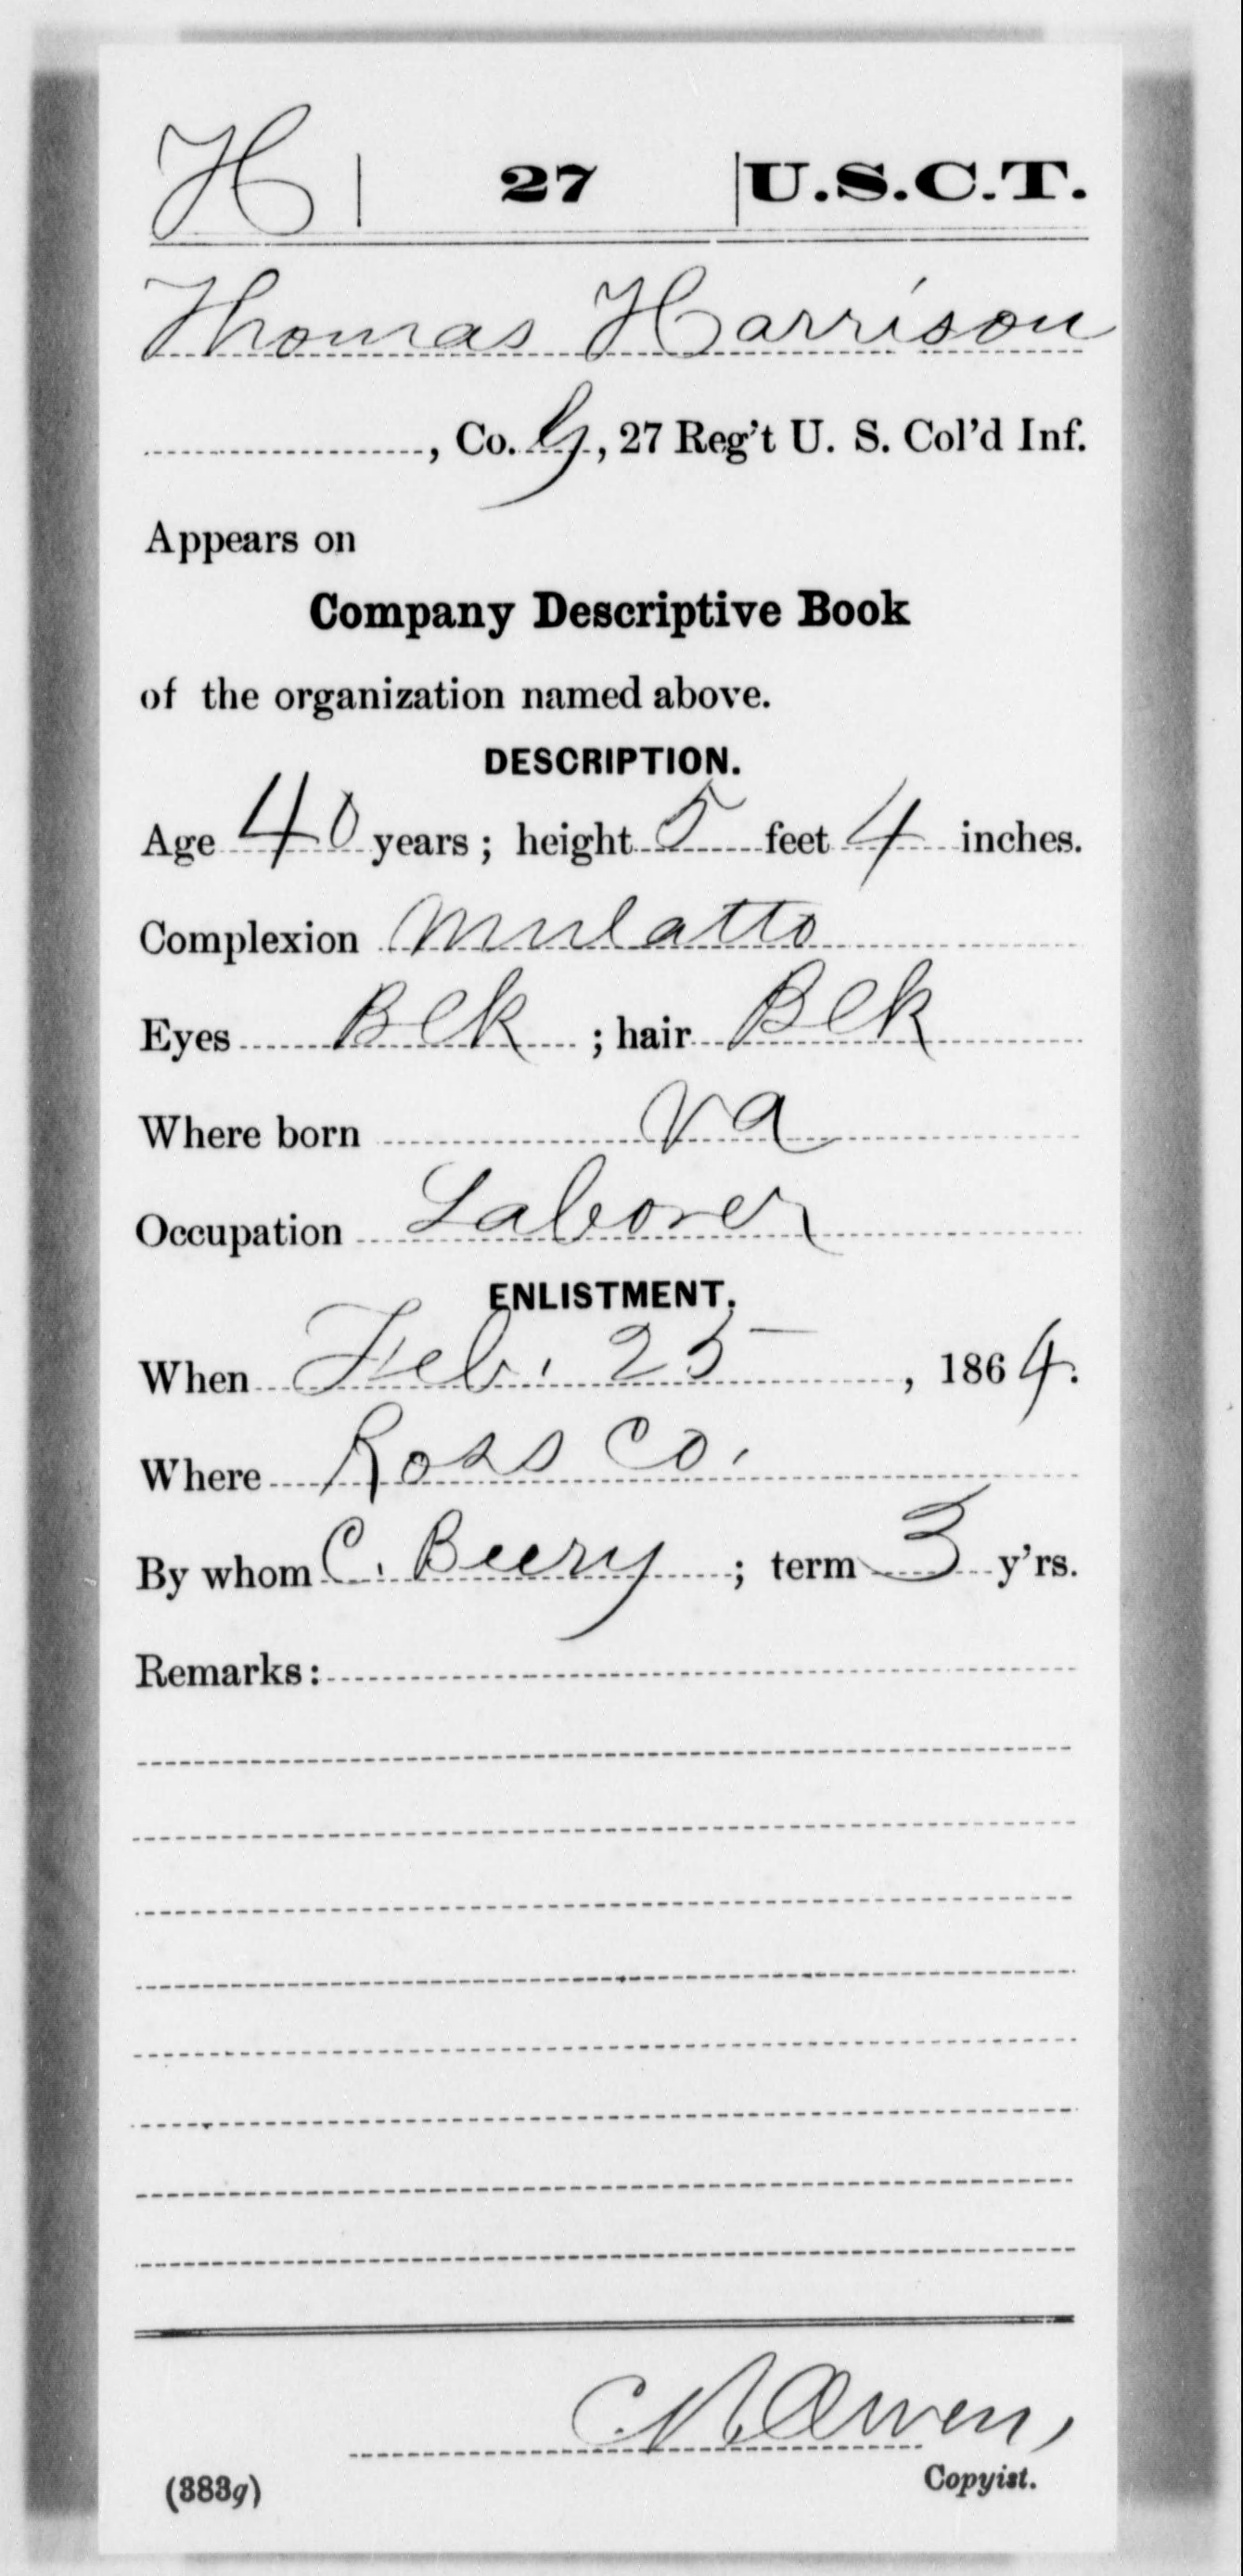 H | 27 | U.S.C.T.
Thomas Harrison
, Co. G, 27 Reg't U. S. Col'd Inf.
Appears on
Company Descriptive Book
of the organization named above.
DESCRIPTION.
Age 40 years; height 5 feet 4 inches.
Complexion Mulatto
Eyes Blk ; hair Blk
Where born Va
Occupation Laborer
ENLISTMENT.
When Feb. 25, 1864.
Where Ross Co.
By whom C. Beery ; term 3 y'rs.
Remarks:
Owen,
Copyist.
(383g)